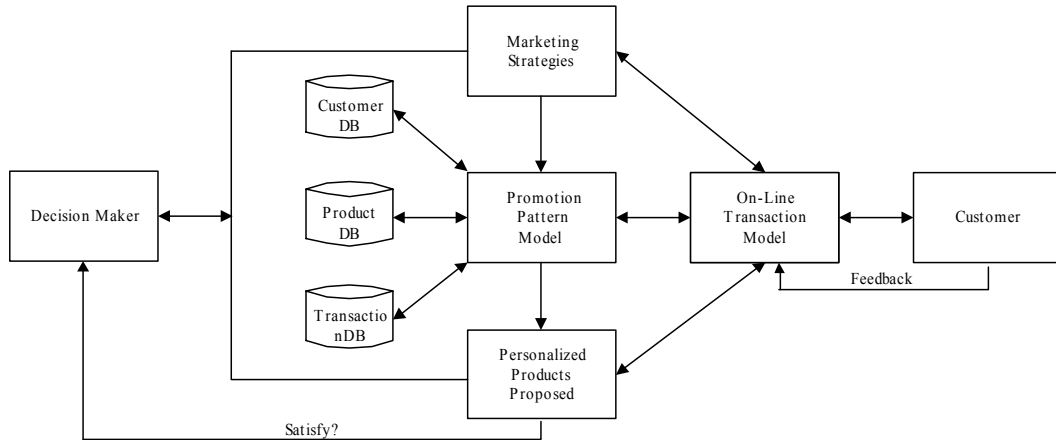 Marketing
Strategies
Customer
DB
Decision Maker
Product
DB
Promotion
Pattern
Model
On-Line
Transaction
Model
Customer
Feedback
Transactio
nDB
Personalized
Products
Proposed
Satisfy?